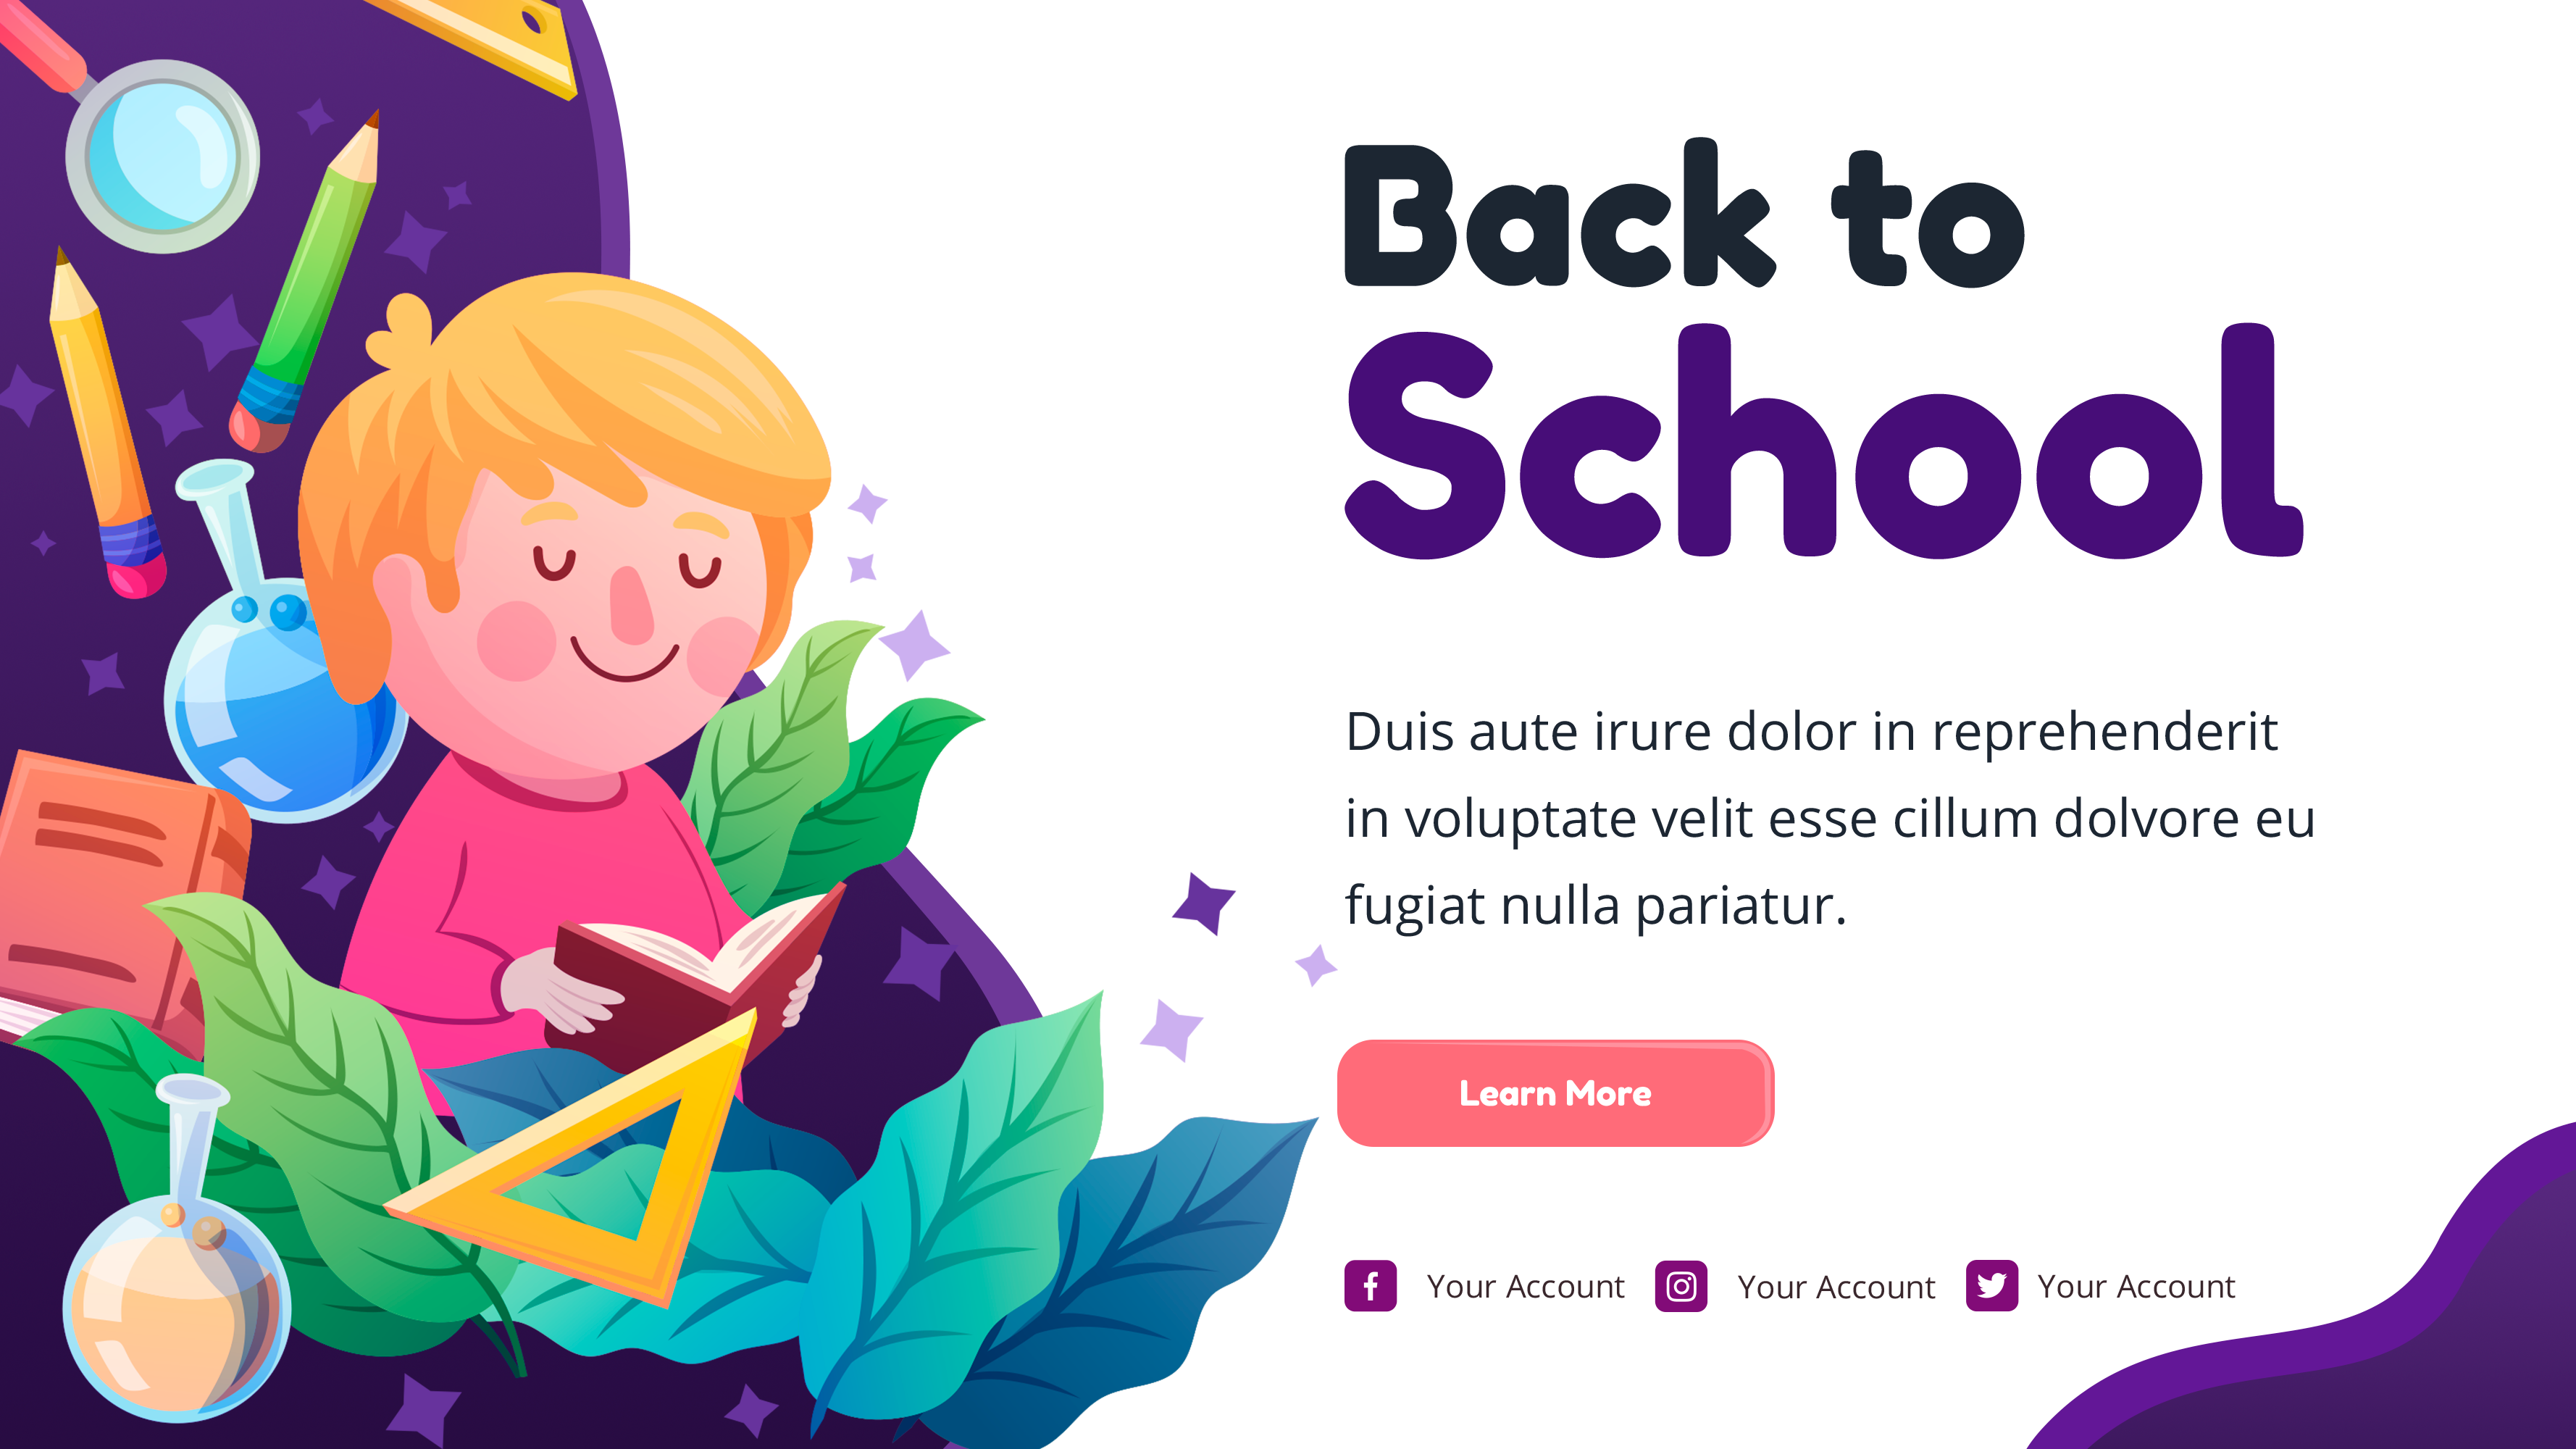 Back to
School
Duis aute irure dolor in reprehenderit
in voluptate velit esse cillum dolvore eu
fugiat nulla pariatur.
Learn More
Your Account Your Account Your Account